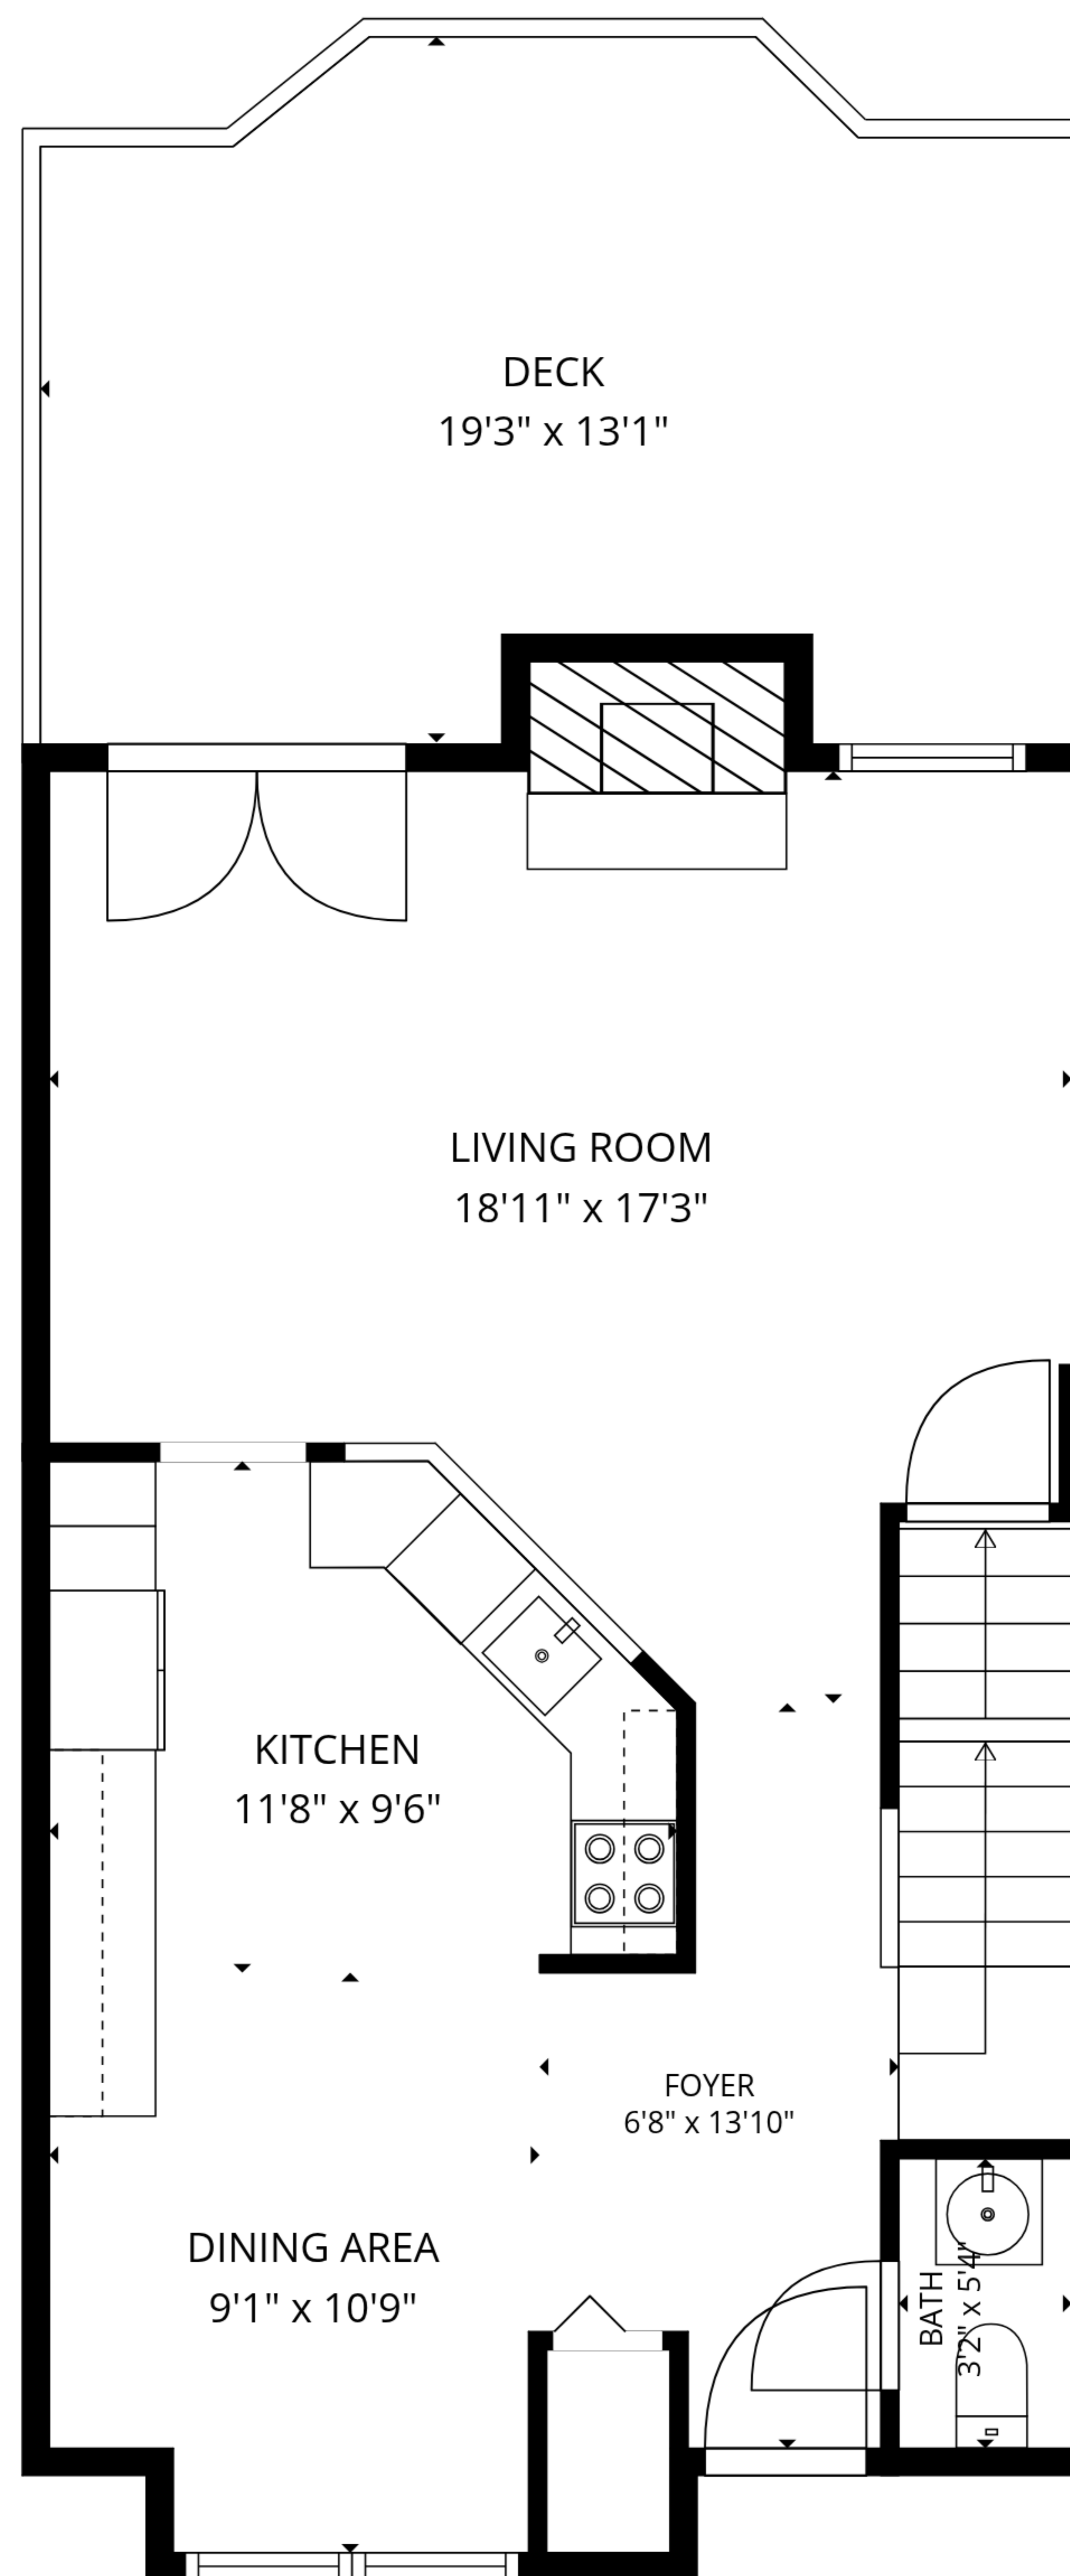 DECK
19'3" x 13'1"
LIVING ROOM
18'11" x 17'3"
KITCHEN
11'8" x 9'6"
FOYER
6'8" x 13'10"
DINING AREA
9'1" x 10'9"
BATH
3'2" x 5'4"